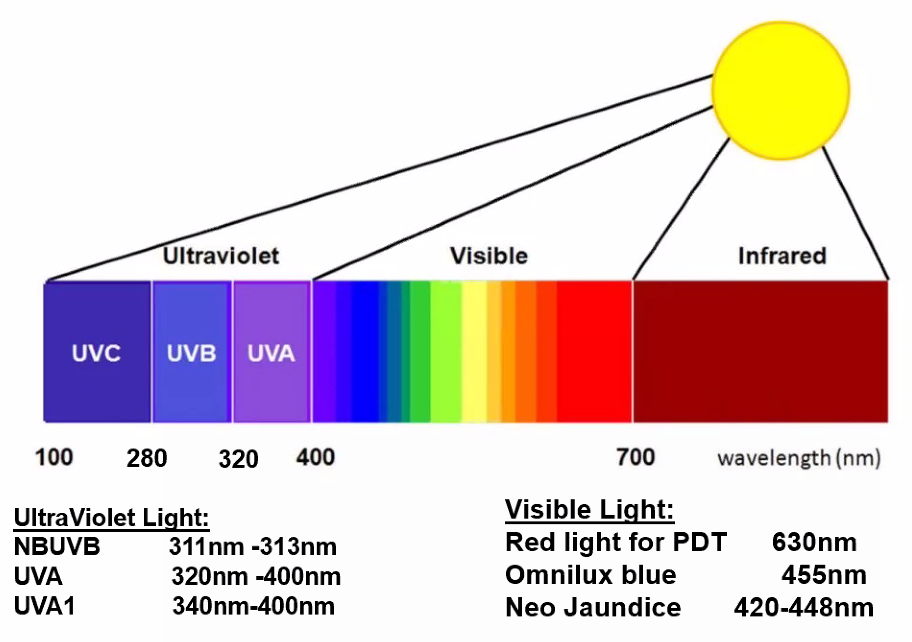 Ultraviolet Visible Infrared
UVC UVB UVA
100 280 320 400 700 wavelength (nm)
UltraViolet Light:
NBUVB 311nm -313nm
UVA 320nm -400nm
UVA1 340nm-400nm
Visible Light:
Red light for PDT 630nm
Omnilux blue 455nm
Neo Jaundice 420-448nm